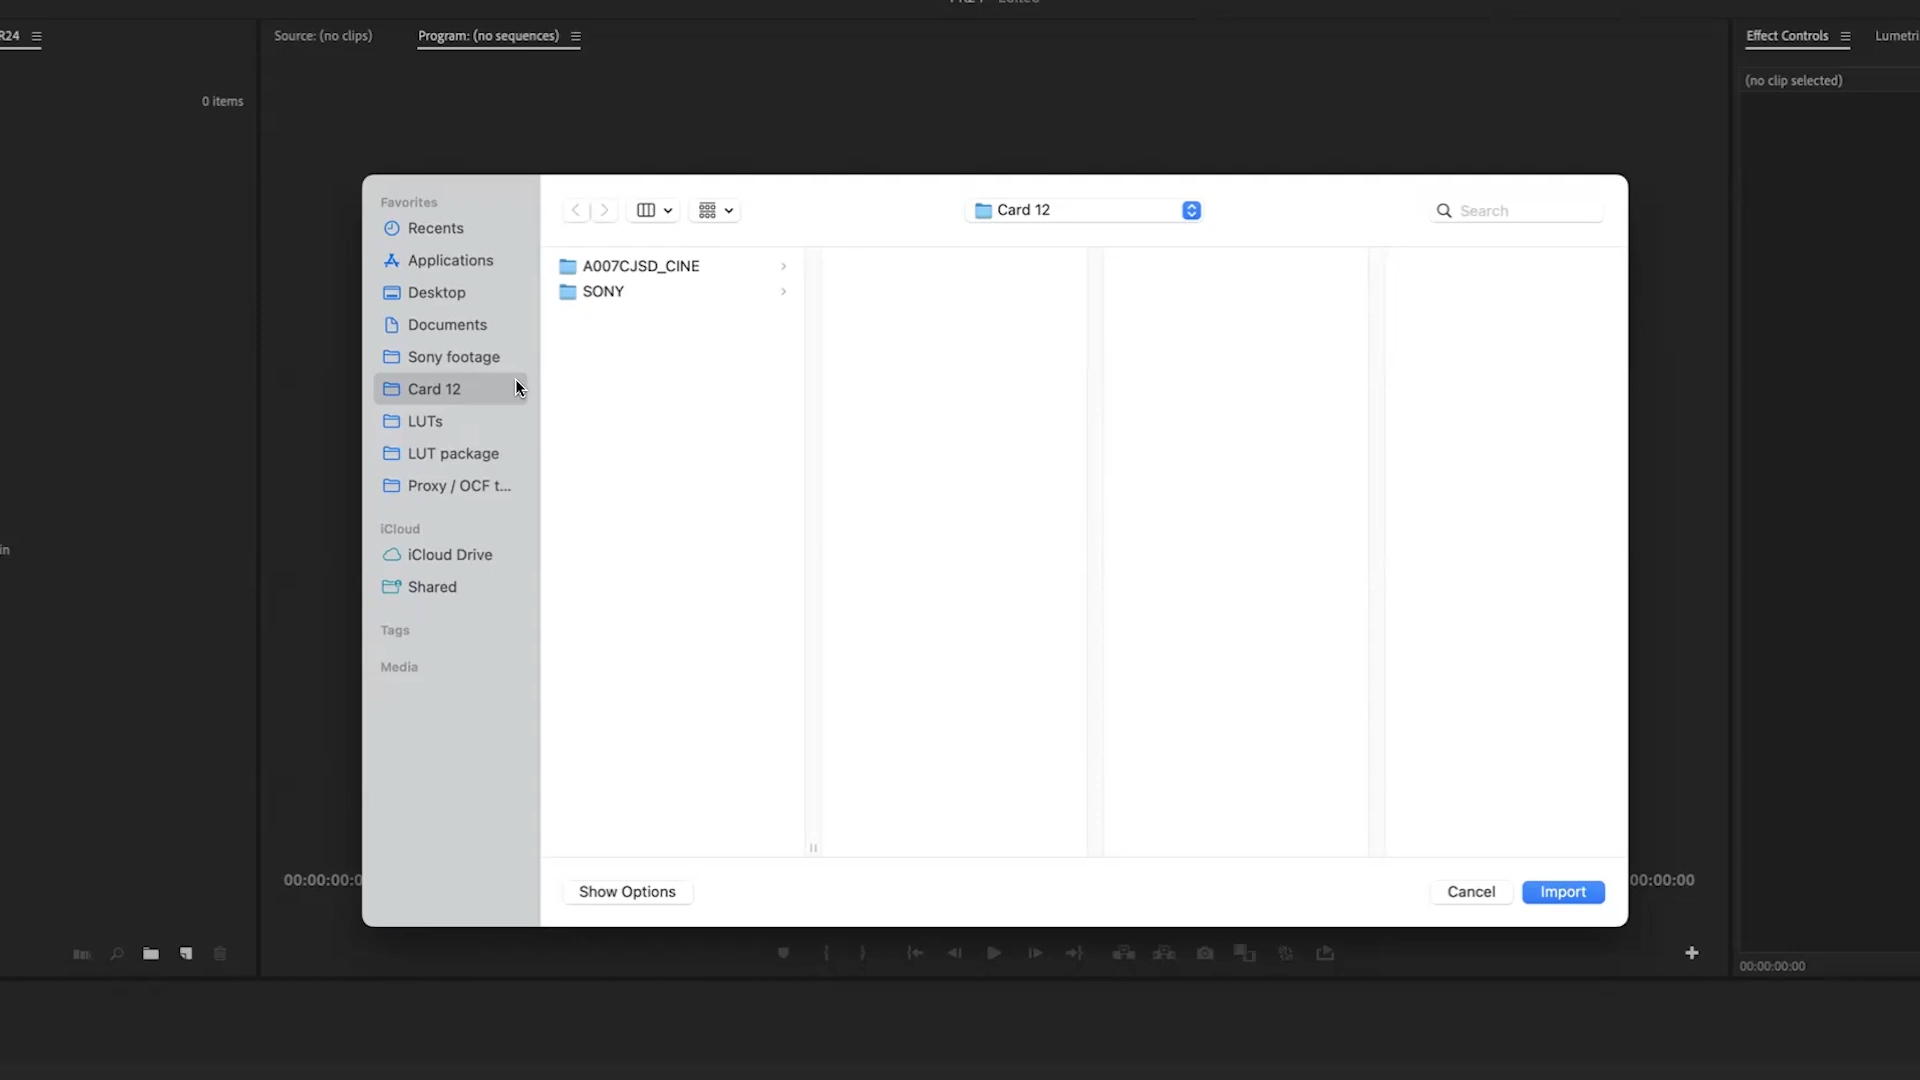 R24
Source: (no clips)
Program: (no sequences)
Effect Controls
Lumetri
(no clip selected)
0 items
in
Favorites
Recents
Applications
Desktop
Documents
Sony footage
Card 12
LUTs
LUT package
Proxy / OCF t...
iCloud
iCloud Drive
Shared
Tags
Media
Card 12
Search
A007CJSD_CINE
SONY
Show Options
Cancel
Import
00:00:00:0
00:00:00
00:00:00:00